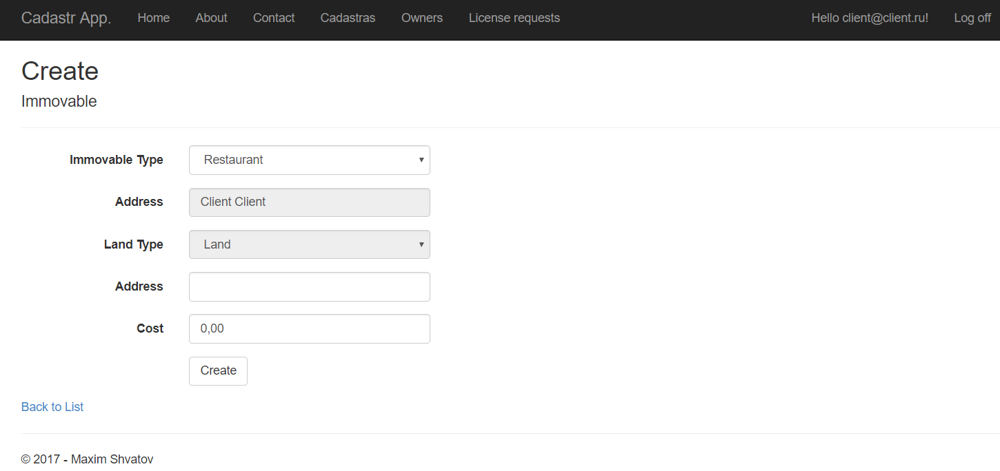 Cadastr App. Home About Contact Cadastras Owners License requests Hello client@client.ru! Log off
Create
Immovable
Immovable Type Restaurant
Address Client Client
Land Type Land
Address
Cost 0,00
Create
Back to List
© 2017 - Maxim Shvatov